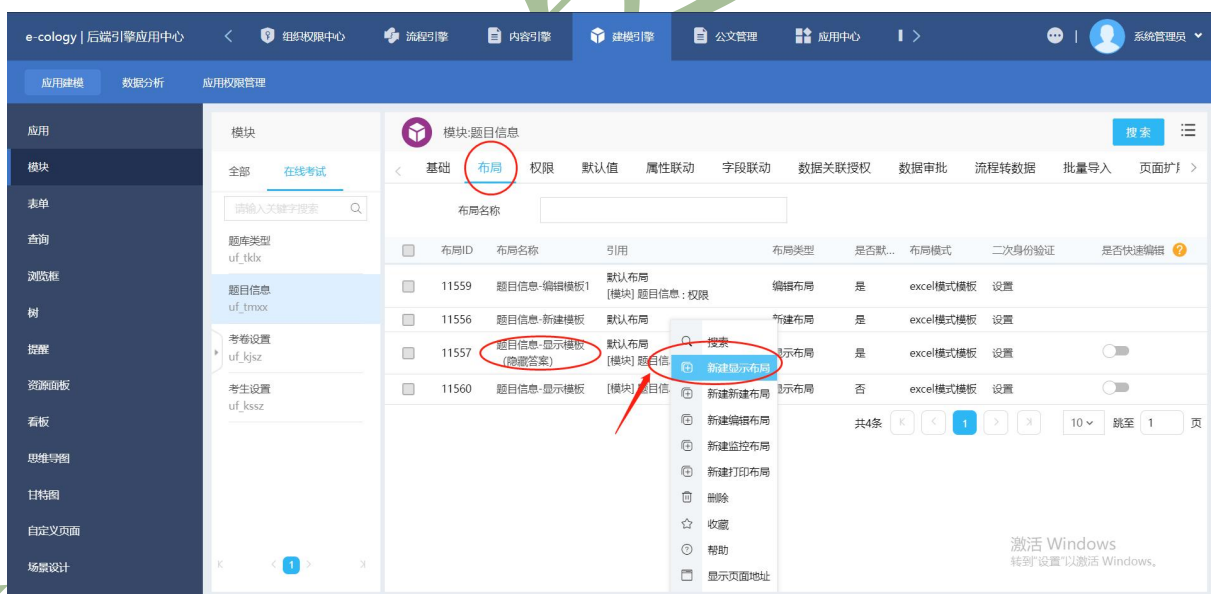 e-cology | 后端引擎应用中心 组织权限中心 流程引擎 内容引擎 建模引擎 公文管理 应用中心 系统管理员
应用建模 数据分析 应用权限管理
应用
模块
表单
查询
浏览框
树
提醒
资源面板
看板
思维导图
甘特图
自定义页面
场景设计
模块
全部 在线考试
请输入关键字搜索
题库类型
uf_tklx
题目信息
uf_tmxx
考卷设置
uf_kjsz
考生设置
uf_kssz
1
模块:题目信息 搜索
基础 布局 权限 默认值 属性联动 字段联动 数据关联授权 数据审批 流程转数据 批量导入 页面扩
布局名称
布局ID 布局名称 引用 布局类型 是否默... 布局模式 二次身份验证 是否快速编辑 ?
11559 题目信息-编辑模板1 默认布局 编辑布局 是 excel模式模板 设置
[模块] 题目信息 : 权限
11556 题目信息-新建模板 默认布局 新建布局 是 excel模式模板 设置
11557 题目信息-显示模板 默认布局 显示布局 是 excel模式模板 设置
(隐藏答案) [模块] 题目信
11560 题目信息-显示模板 [模块] 题目信 显示布局 否 excel模式模板 设置
共4条 1 10 跳至 1 页
搜索
新建显示布局
新建新建布局
新建编辑布局
新建监控布局
新建打印布局
删除
收藏
帮助
显示页面地址
激活 Windows
转到"设置"以激活 Windows。